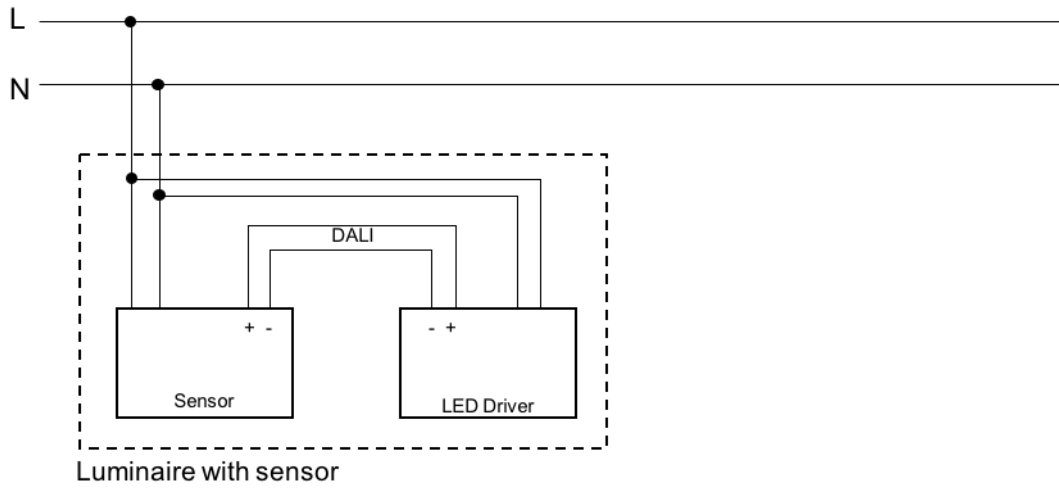 L
N
DALI
+ -
- +
Sensor
LED Driver
Luminaire with sensor